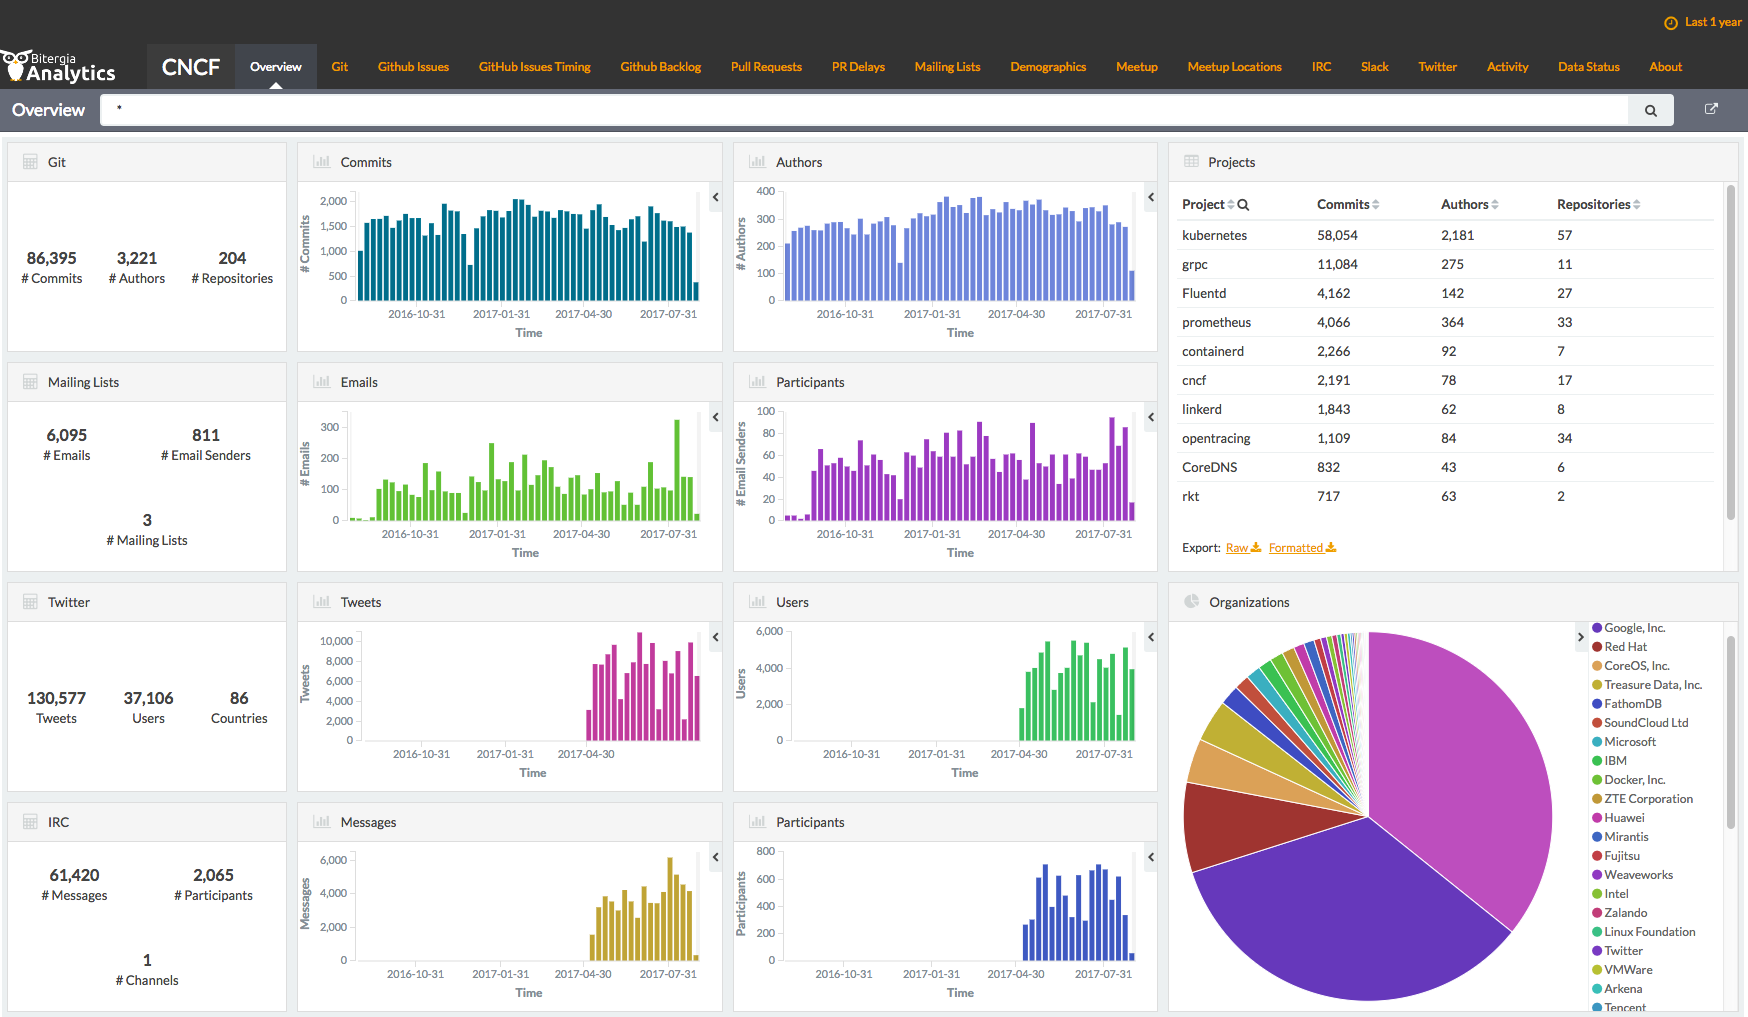 Last 1 year
Bitergia
Analytics
CNCF
Overview
Git
Github Issues
GitHub Issues Timing
Github Backlog
Pull Requests
PR Delays
Mailing Lists
Demographics
Meetup
Meetup Locations
IRC
Slack
Twitter
Activity
Data Status
About
Overview
*
Git
86,395
# Commits
3,221
# Authors
204
# Repositories
Commits
# Commits
2,000
1,500
1,000
500
0
2016-10-31
2017-01-31
2017-04-30
2017-07-31
Time
Authors
# Authors
400
300
200
100
0
2016-10-31
2017-01-31
2017-04-30
2017-07-31
Time
Projects
Project Commits Authors Repositories
kubernetes 58,054 2,181 57
grpc 11,084 275 11
Fluentd 4,162 142 27
prometheus 4,066 364 33
containerd 2,266 92 7
cncf 2,191 78 17
linkerd 1,843 62 8
opentracing 1,109 84 34
CoreDNS 832 43 6
rkt 717 63 2
Export: Raw Formatted
Mailing Lists
6,095
# Emails
811
# Email Senders
3
# Mailing Lists
Emails
# Emails
300
200
100
0
2016-10-31
2017-01-31
2017-04-30
2017-07-31
Time
Participants
# Email Senders
100
80
60
40
20
0
2016-10-31
2017-01-31
2017-04-30
2017-07-31
Time
Twitter
130,577
Tweets
37,106
Users
86
Countries
Tweets
Tweets
10,000
8,000
6,000
4,000
2,000
0
2016-10-31
2017-01-31
2017-04-30
Time
Users
Users
6,000
4,000
2,000
0
2016-10-31
2017-01-31
2017-04-30
2017-07-31
Time
Organizations
Google, Inc.
Red Hat
CoreOS, Inc.
Treasure Data, Inc.
FathomDB
SoundCloud Ltd
Microsoft
IBM
Docker, Inc.
ZTE Corporation
Huawei
Mirantis
Fujitsu
Weaveworks
Intel
Zalando
Linux Foundation
Twitter
VMWare
Arkena
Tencent
IRC
61,420
# Messages
2,065
# Participants
1
# Channels
Messages
Messages
6,000
4,000
2,000
0
2016-10-31
2017-01-31
2017-04-30
2017-07-31
Time
Participants
Participants
800
600
400
200
0
2016-10-31
2017-01-31
2017-04-30
2017-07-31
Time